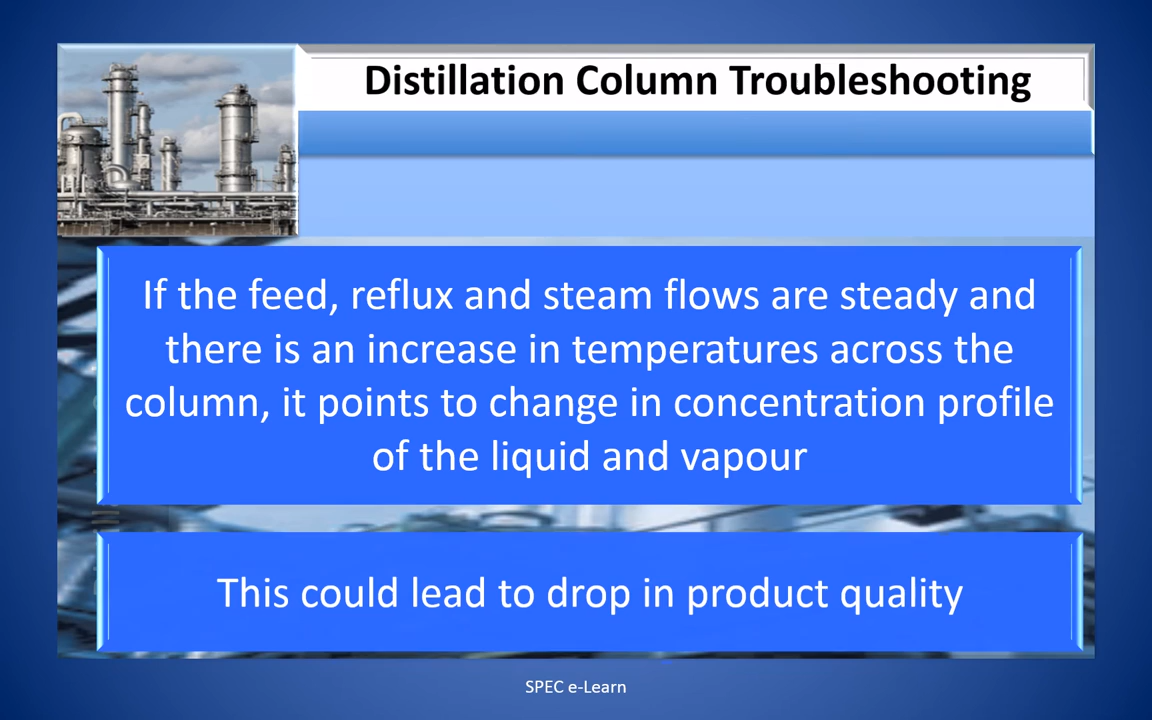 Distillation Column Troubleshooting
If the feed, reflux and steam flows are steady and
there is an increase in temperatures across the
column, it points to change in concentration profile
of the liquid and vapour
This could lead to drop in product quality
SPEC e-Learn